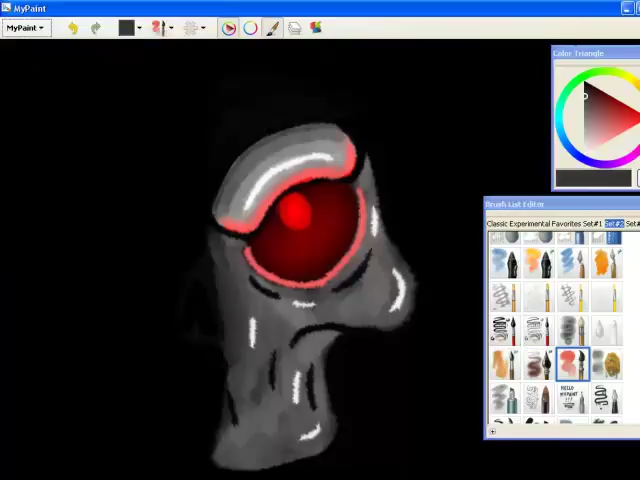 MyPaint
MyPaint
Color Triangle
Brush List Editor
Classic Experimental Favorites Set#1 Set#2 Set#
HELLO
MYPAINT
!!!